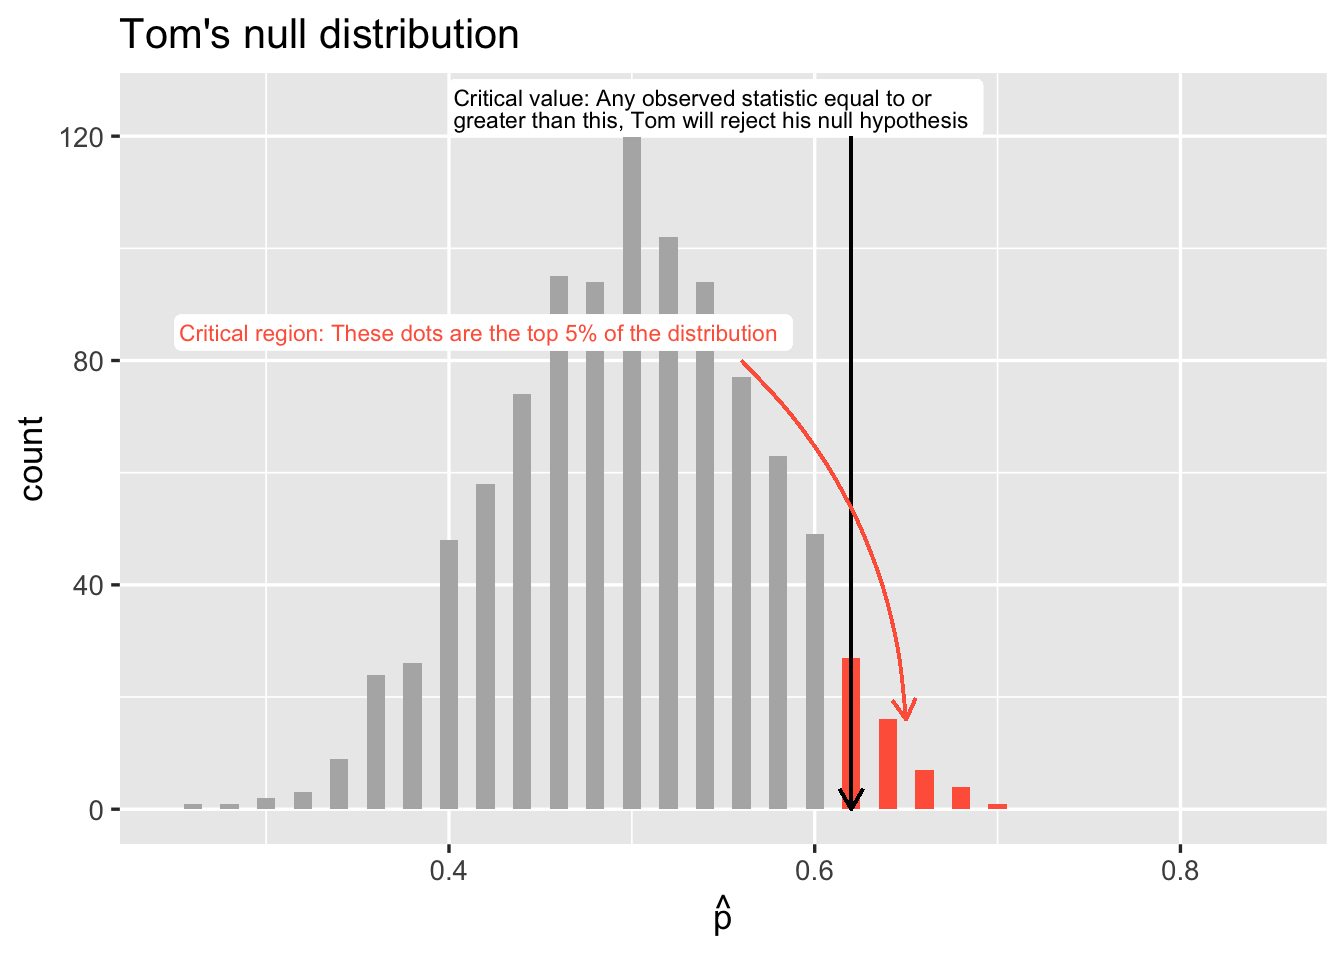 Tom's null distribution
Critical value: Any observed statistic equal to or
greater than this, Tom will reject his null hypothesis
120
Critical region: These dots are the top 5% of the distribution
80
count
40
0
0.4
0.6
0.8
p̂